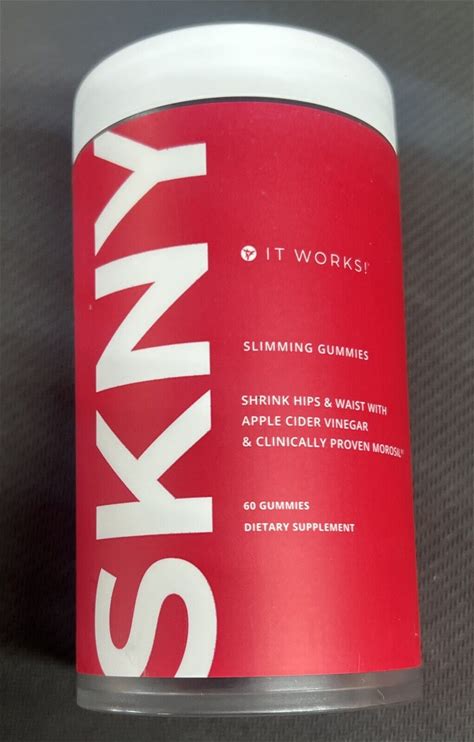 SKNY
IT WORKS!
SLIMMING GUMMIES
SHRINK HIPS & WAIST WITH
APPLE CIDER VINEGAR
& CLINICALLY PROVEN MOROSIL
60 GUMMIES
DIETARY SUPPLEMENT